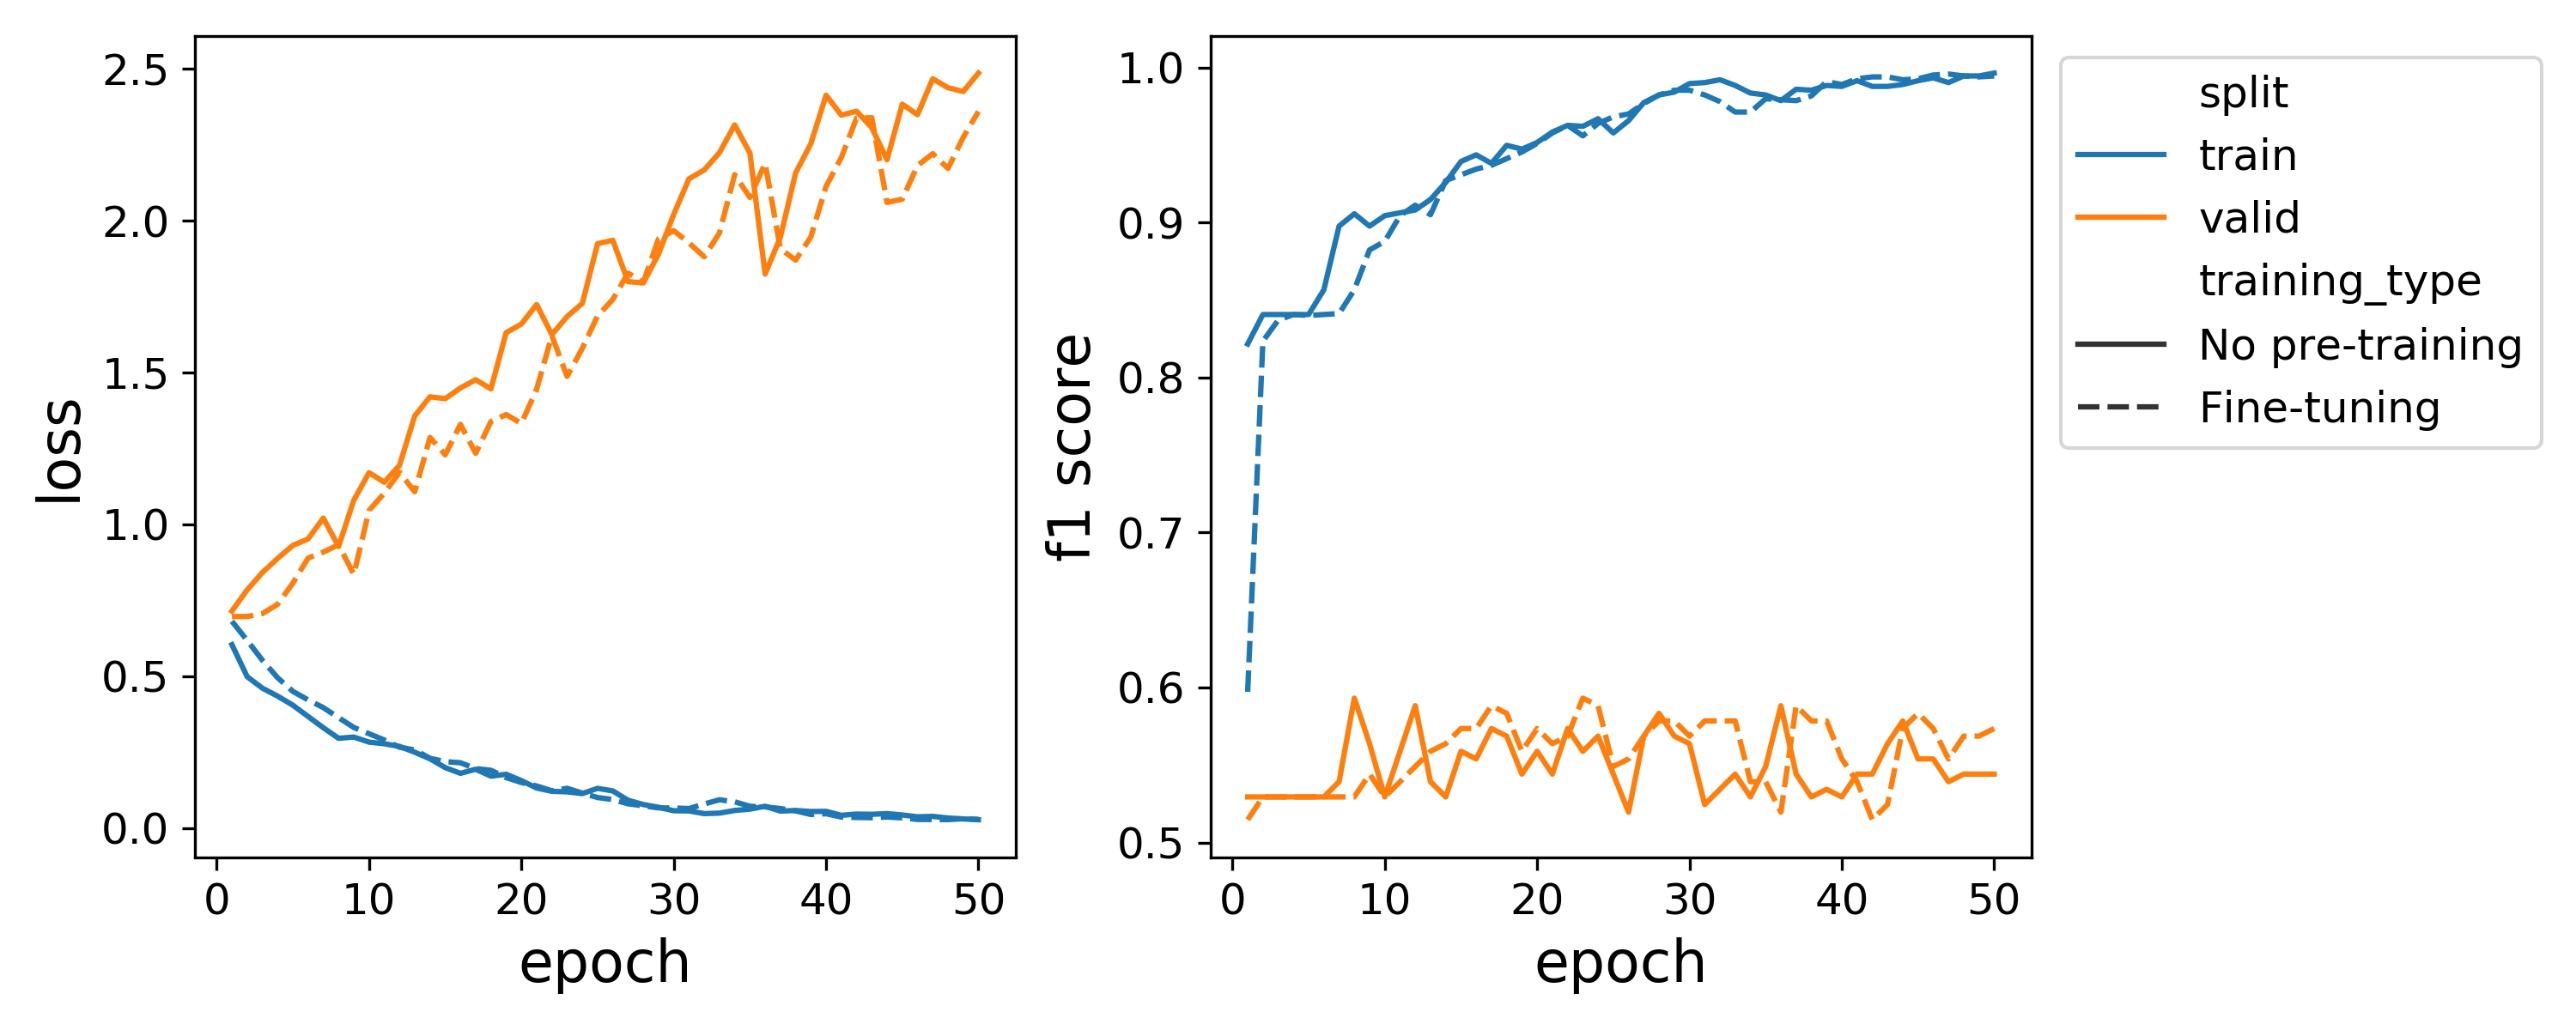 2.5
2.0
1.5
1.0
0.5
0.0
loss
0 10 20 30 40 50
epoch
1.0
0.9
0.8
0.7
0.6
0.5
f1 score
0 10 20 30 40 50
epoch
split
train
valid
training_type
No pre-training
Fine-tuning